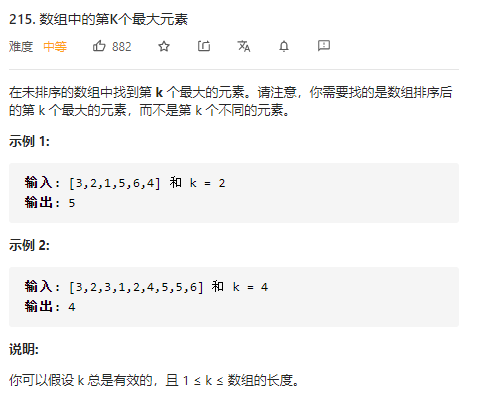 215. 数组中的第K个最大元素
难度 中等 882
在未排序的数组中找到第 k 个最大的元素。请注意，你需要找的是数组排序后
的第 k 个最大的元素，而不是第 k 个不同的元素。
示例 1:
输入: [3,2,1,5,6,4] 和 k = 2
输出: 5
示例 2:
输入: [3,2,3,1,2,4,5,5,6] 和 k = 4
输出: 4
说明:
你可以假设 k 总是有效的，且 1 ≤ k ≤ 数组的长度。